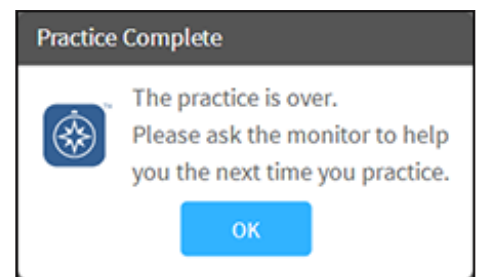 Practice Complete
The practice is over.
Please ask the monitor to help
you the next time you practice.
OK